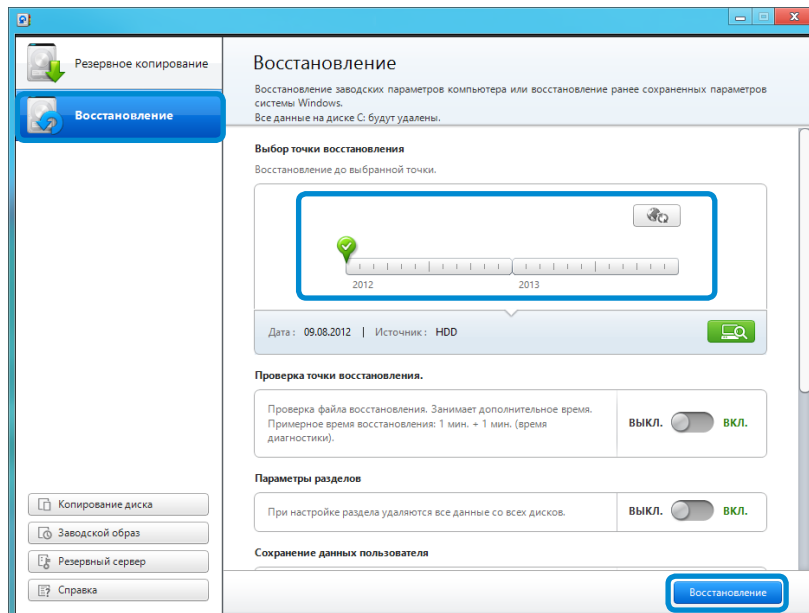 Резервное копирование
Восстановление
Копирование диска
Заводской образ
Резервный сервер
Справка
Восстановление
Восстановление заводских параметров компьютера или восстановление ранее сохраненных параметров
системы Windows.
Все данные на диске C: будут удалены.
Выбор точки восстановления
Восстановление до выбранной точки.
2012 2013
Дата : 09.08.2012 | Источник : HDD
Проверка точки восстановления.
Проверка файла восстановления. Занимает дополнительное время.
Примерное время восстановления: 1 мин. + 1 мин. (время
диагностики).
ВЫКЛ. ВКЛ.
Параметры разделов
При настройке раздела удаляются все данные со всех дисков.
ВЫКЛ. ВКЛ.
Сохранение данных пользователя
Восстановление